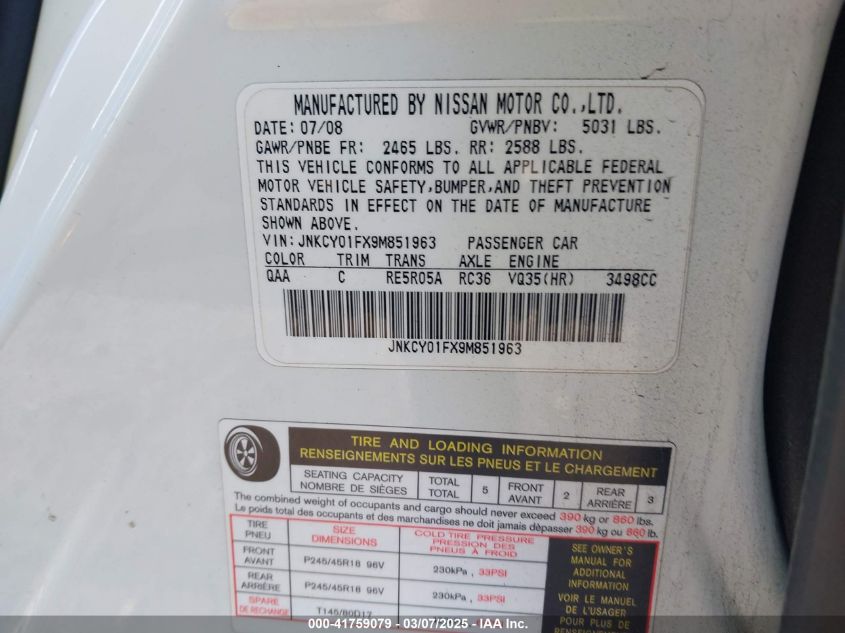 MANUFACTURED BY NISSAN MOTOR CO.,LTD.
DATE: 07/08 GVWR/PNBV: 5031 LBS.
GAWR/PNBE FR: 2465 LBS. RR: 2588 LBS.
THIS VEHICLE CONFORMS TO ALL APPLICABLE FEDERAL
MOTOR VEHICLE SAFETY,BUMPER,AND THEFT PREVENTION
STANDARDS IN EFFECT ON THE DATE OF MANUFACTURE
SHOWN ABOVE.
VIN: JNKCY01FX9M851963 PASSENGER CAR
COLOR TRIM TRANS AXLE ENGINE
QAA C RE5R05A RC36 VQ35(HR) 3498CC
JNKCY01FX9M851963
TIRE AND LOADING INFORMATION
RENSEIGNEMENTS SUR LES PNEUS ET LE CHARGEMENT
SEATING CAPACITY TOTAL 5 FRONT 2 REAR 3
NOMBRE DE SIÈGES TOTAL AVANT ARRIÈRE
The combined weight of occupants and cargo should never exceed 390 kg or 860 lbs.
Le poids total des occupants et des marchandises ne doit jamais dépasser 390 kg ou 860 lb.
TIRE SIZE COLD TIRE PRESSURE
PNEU DIMENSIONS PRESSION DES PNEUS À FROID
FRONT AVANT P245/45R18 96V 230kPa , 33PSI
REAR ARRIÈRE P245/45R18 96V 230kPa , 33PSI
SPARE DE RECHANGE T145/80D17
SEE OWNER'S
MANUAL FOR
ADDITIONAL
INFORMATION
VOIR LE MANUEL
DE L'USAGER
POUR PLUS DE
000-41759079 — 03/07/2025 — IAA Inc.